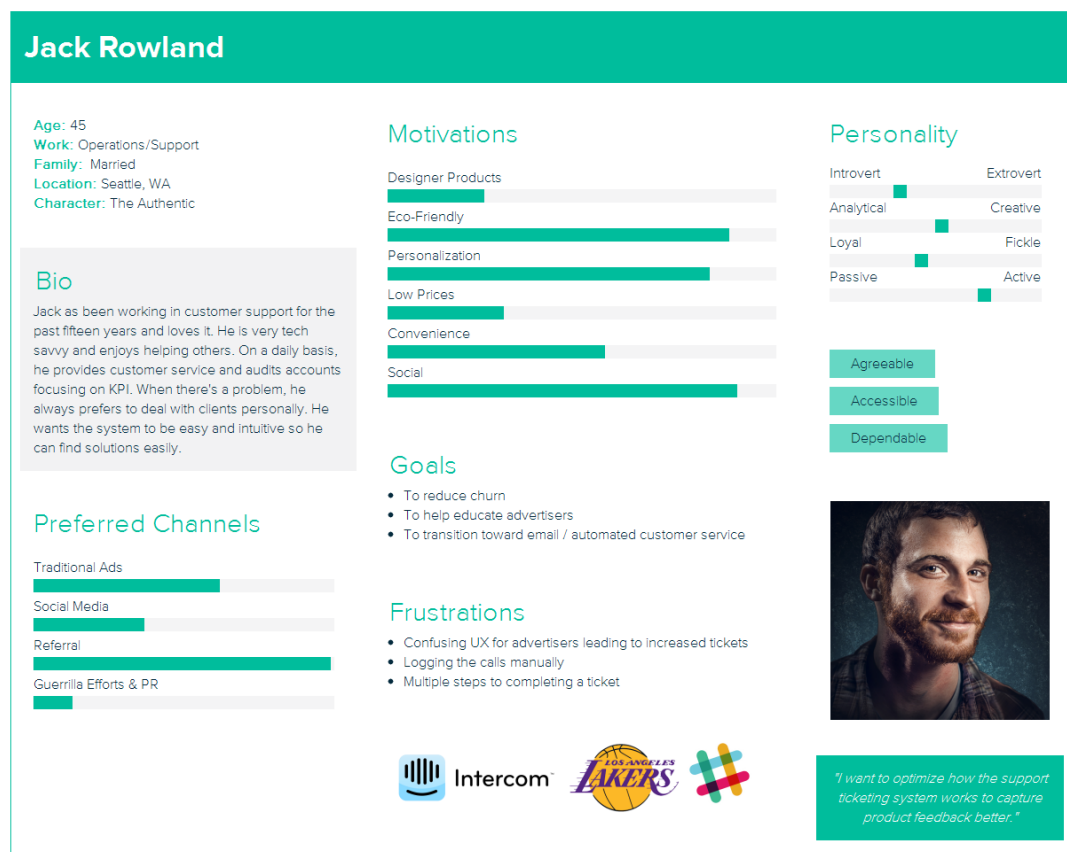 Jack Rowland
Age: 45
Work: Operations/Support
Family: Married
Location: Seattle, WA
Character: The Authentic
Bio
Jack as been working in customer support for the
past fifteen years and loves it. He is very tech
savvy and enjoys helping others. On a daily basis,
he provides customer service and audits accounts
focusing on KPI. When there's a problem, he
always prefers to deal with clients personally. He
wants the system to be easy and intuitive so he
can find solutions easily.
Preferred Channels
Traditional Ads
Social Media
Referral
Guerrilla Efforts & PR
Motivations
Designer Products
Eco-Friendly
Personalization
Low Prices
Convenience
Social
Goals
• To reduce churn
• To help educate advertisers
• To transition toward email / automated customer service
Frustrations
• Confusing UX for advertisers leading to increased tickets
• Logging the calls manually
• Multiple steps to completing a ticket
Intercom
LOS ANGELES
LAKERS
Personality
Introvert Extrovert
Analytical Creative
Loyal Fickle
Passive Active
Agreeable
Accessible
Dependable
"I want to optimize how the support
ticketing system works to capture
product feedback better."